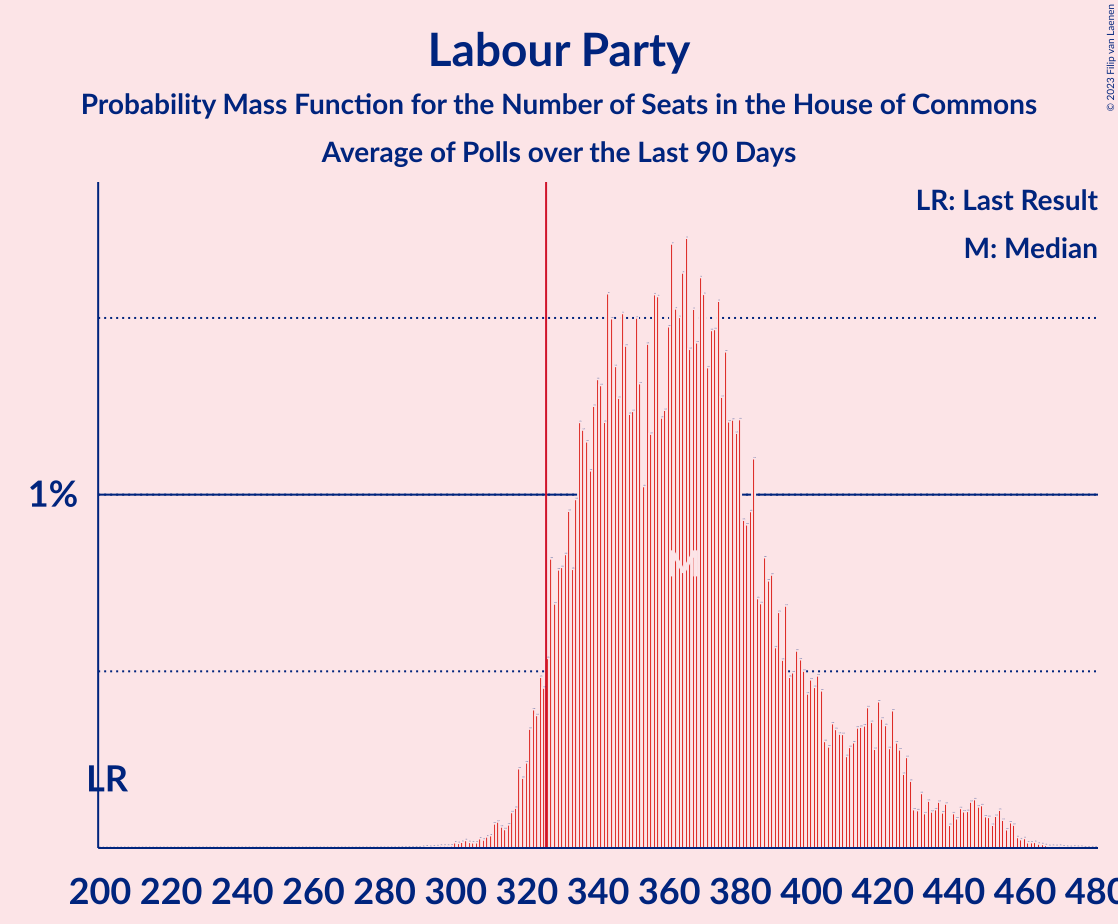 Labour Party
Probability Mass Function for the Number of Seats in the House of Commons
Average of Polls over the Last 90 Days
© 2023 Filip van Laenen
LR: Last Result
M: Median
1%
M
LR
200 220 240 260 280 300 320 340 360 380 400 420 440 460 480